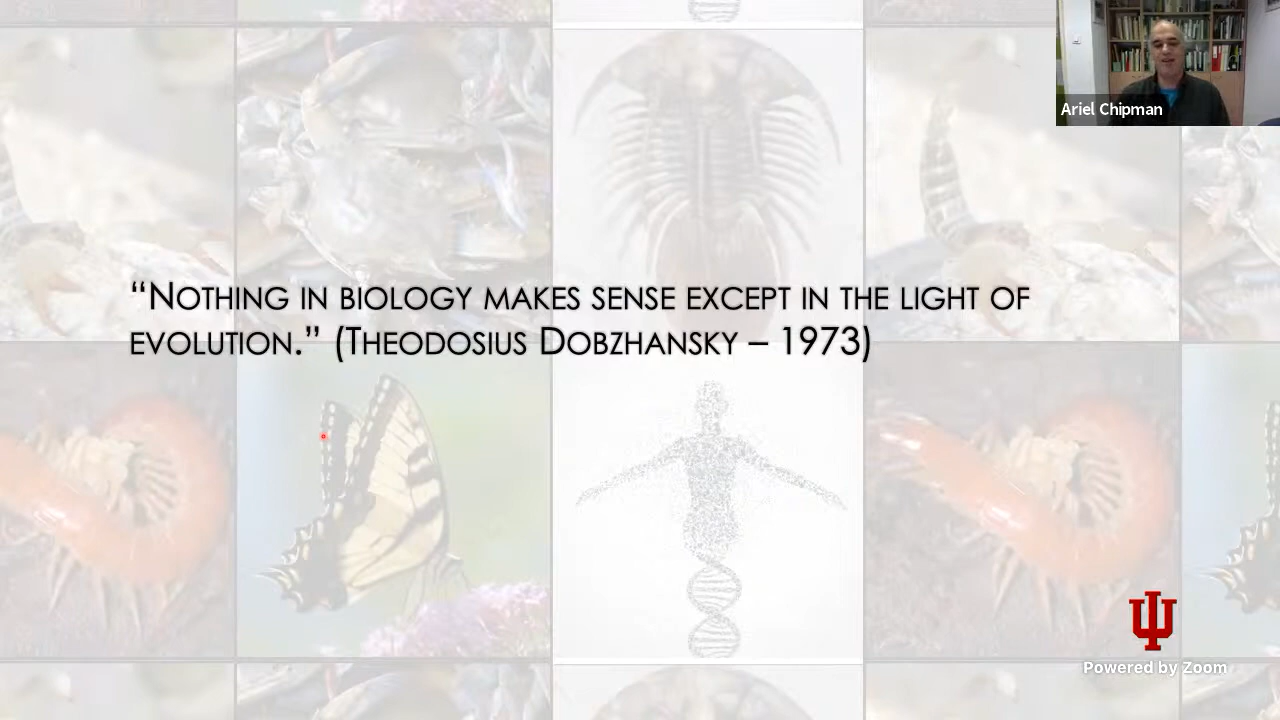 Ariel Chipman
“Nothing in biology makes sense except in the light of
evolution.” (Theodosius Dobzhansky – 1973)
Powered by Zoom